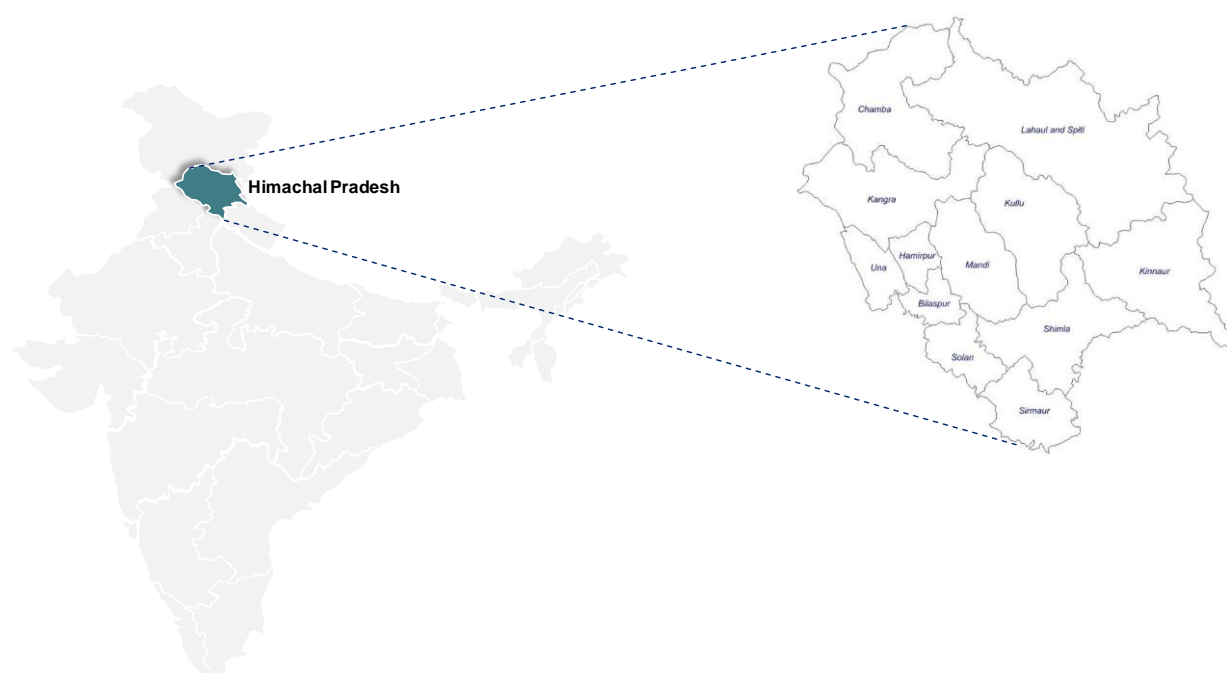 Himachal Pradesh
Chamba
Lahaul and Spiti
Kangra
Kullu
Hamirpur
Una
Mandi
Kinnaur
Bilaspur
Shimla
Solan
Sirmaur